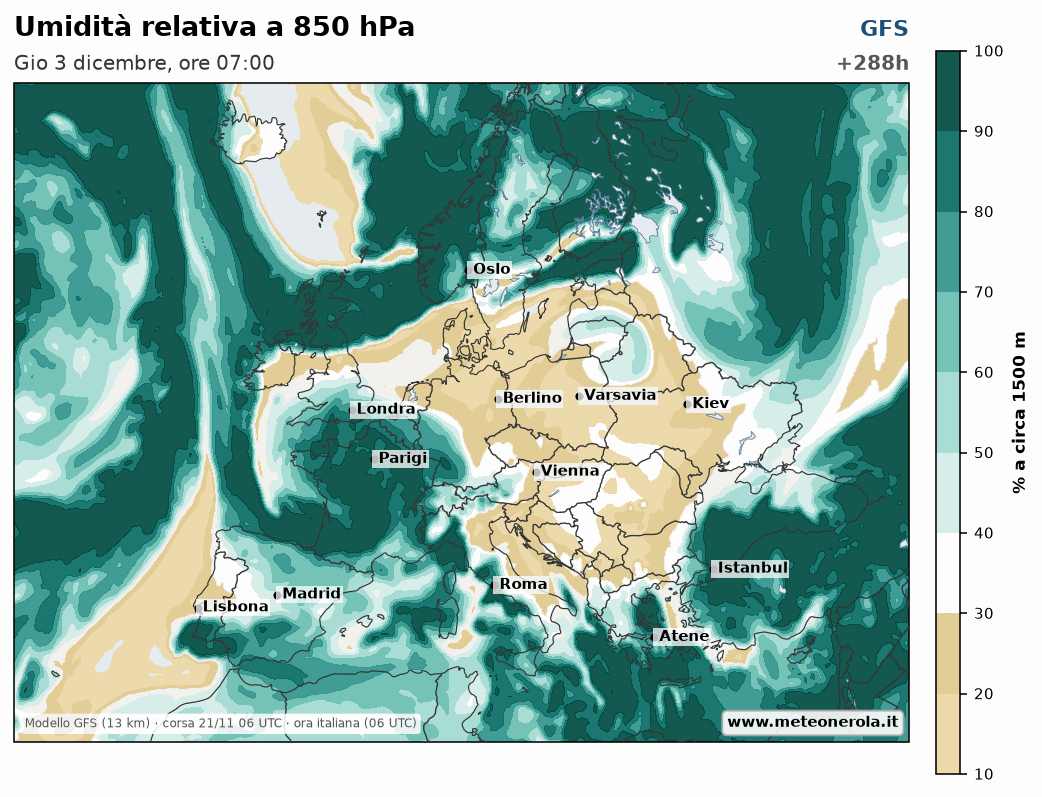 Umidità relativa a 850 hPa
GFS
Gio 3 dicembre, ore 07:00
+288h
100
90
80
70
60
50
40
30
20
10
% a circa 1500 m
Oslo
Berlino
Varsavia
Kiev
Londra
Parigi
Vienna
Istanbul
Roma
Madrid
Lisbona
Atene
Modello GFS (13 km) · corsa 21/11 06 UTC · ora italiana (06 UTC)
www.meteonerola.it